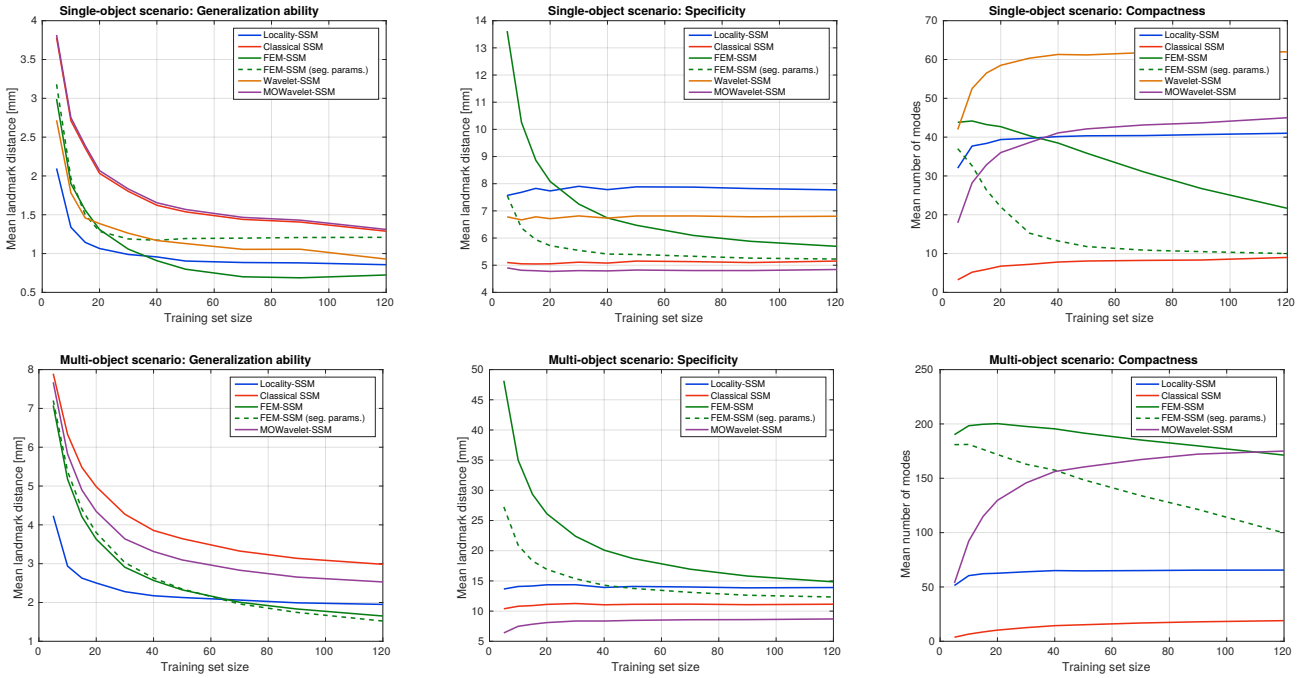 Single-object scenario: Generalization ability
Mean landmark distance [mm]
4
3.5
3
2.5
2
1.5
1
0.5
0
20
40
60
80
100
120
Training set size
Locality-SSM
Classical SSM
FEM-SSM
FEM-SSM (seg. params.)
Wavelet-SSM
MOWavelet-SSM
Single-object scenario: Specificity
Mean landmark distance [mm]
14
13
12
11
10
9
8
7
6
5
4
0
20
40
60
80
100
120
Training set size
Locality-SSM
Classical SSM
FEM-SSM
FEM-SSM (seg. params.)
Wavelet-SSM
MOWavelet-SSM
Single-object scenario: Compactness
Mean number of modes
70
60
50
40
30
20
10
0
0
20
40
60
80
100
120
Training set size
Locality-SSM
Classical SSM
FEM-SSM
FEM-SSM (seg. params.)
Wavelet-SSM
MOWavelet-SSM
Multi-object scenario: Generalization ability
Mean landmark distance [mm]
8
7
6
5
4
3
2
1
0
20
40
60
80
100
120
Training set size
Locality-SSM
Classical SSM
FEM-SSM
FEM-SSM (seg. params.)
MOWavelet-SSM
Multi-object scenario: Specificity
Mean landmark distance [mm]
50
45
40
35
30
25
20
15
10
5
0
20
40
60
80
100
120
Training set size
Locality-SSM
Classical SSM
FEM-SSM
FEM-SSM (seg. params.)
MOWavelet-SSM
Multi-object scenario: Compactness
Mean number of modes
250
200
150
100
50
0
0
20
40
60
80
100
120
Training set size
Locality-SSM
Classical SSM
FEM-SSM
FEM-SSM (seg. params.)
MOWavelet-SSM